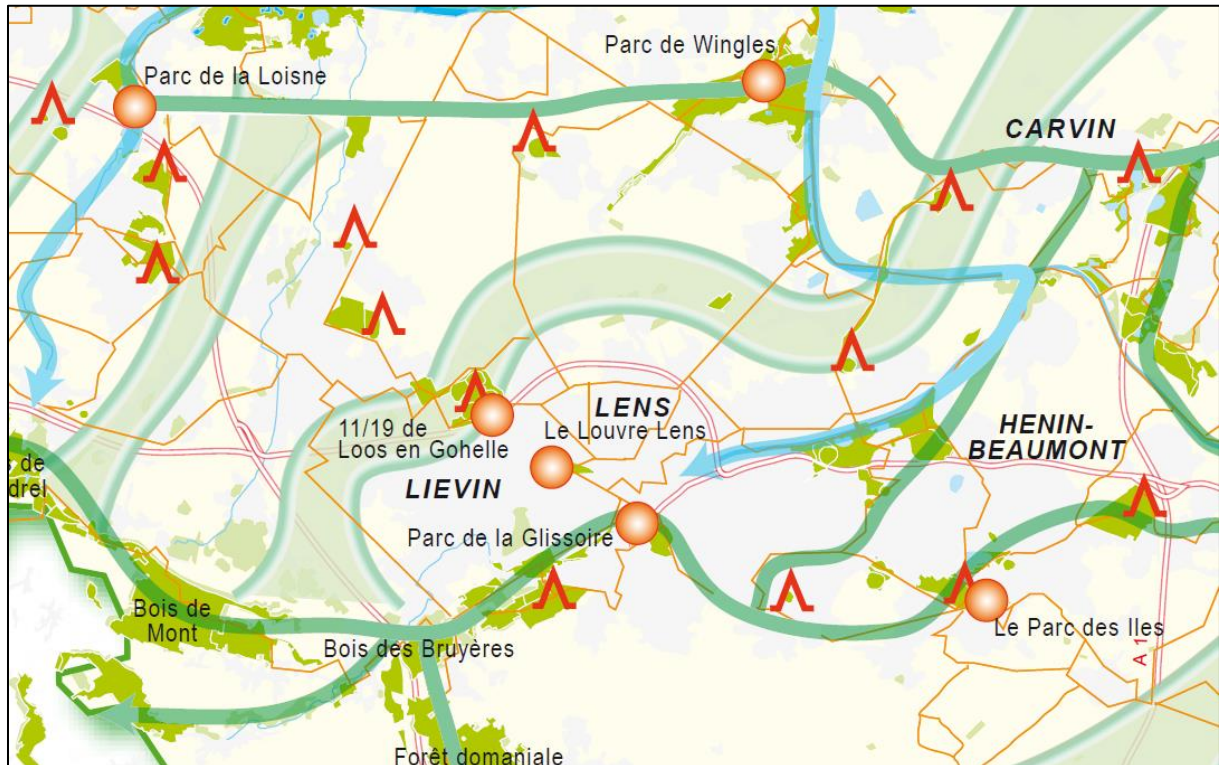 Parc de Wingles
Parc de la Loisne
CARVIN
LENS
Le Louvre Lens
11/19 de
Loos en Gohelle
HENIN-
BEAUMONT
s de
drel
LIEVIN
Parc de la Glissoire
Bois de
Mont
Bois des Bruyères
Le Parc des Iles
A 1
Forêt domaniale